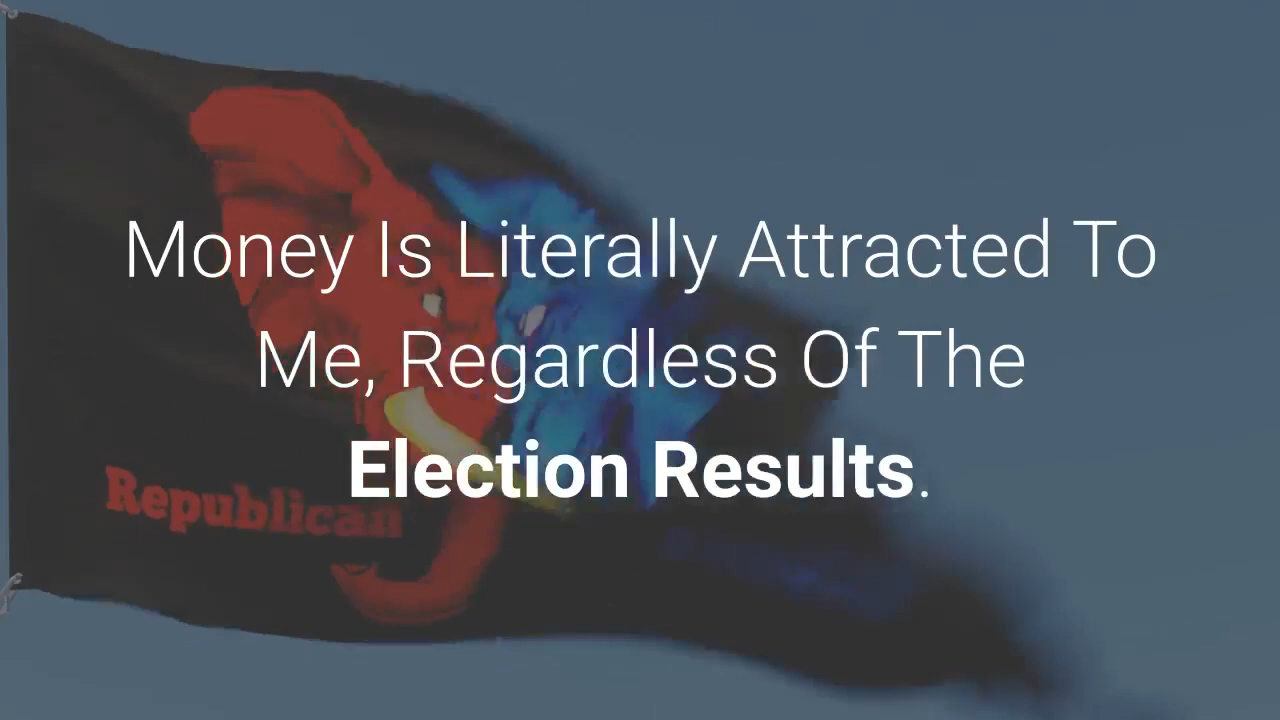 Money Is Literally Attracted To
Me, Regardless Of The
Election Results.
Republican